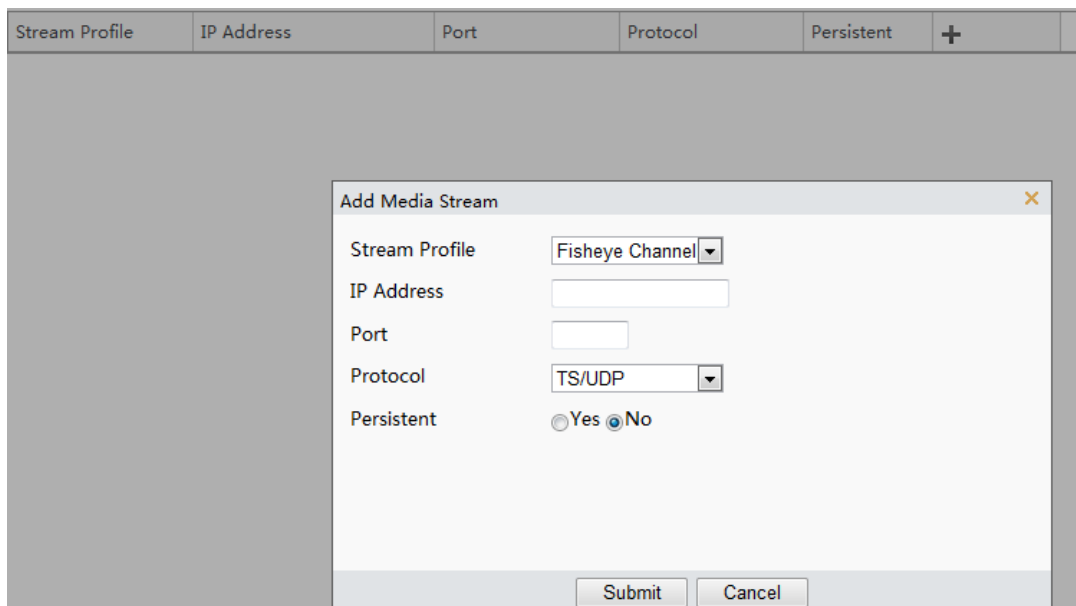 Stream Profile IP Address Port Protocol Persistent +
Add Media Stream ×
Stream Profile Fisheye Channel
IP Address
Port
Protocol TS/UDP
Persistent Yes No
Submit Cancel